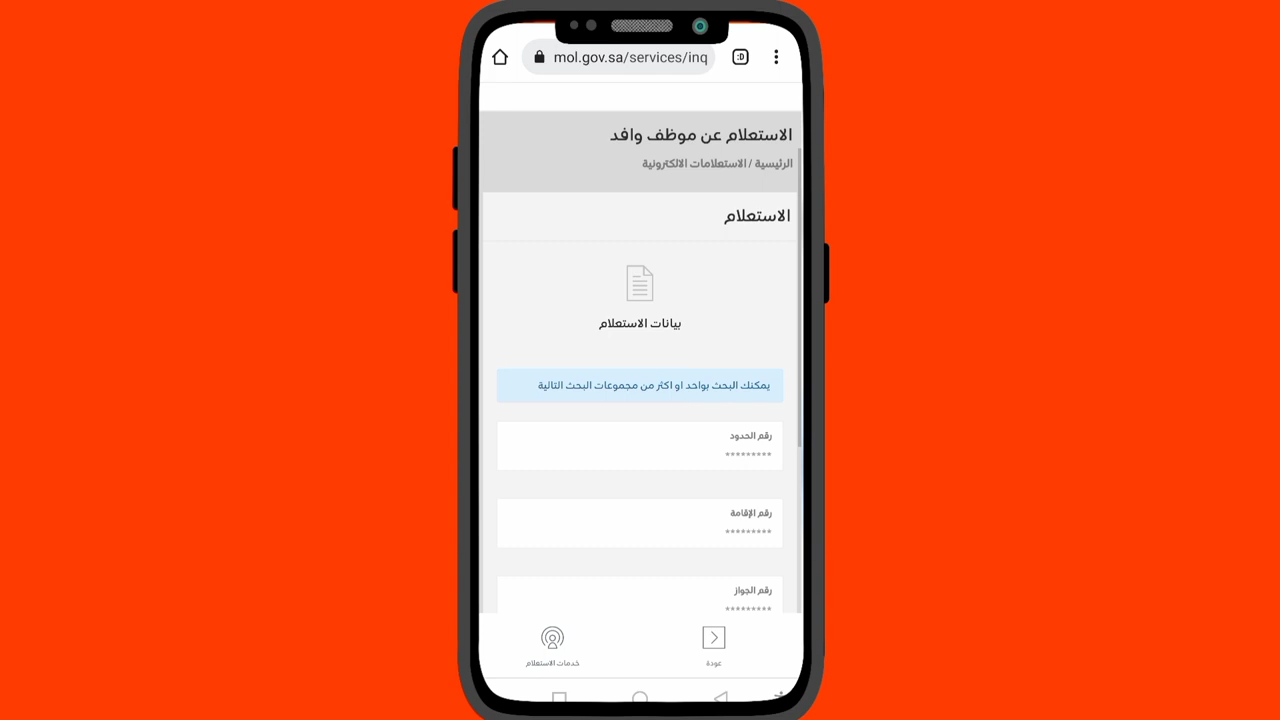 mol.gov.sa/services/inq
:D
الاستعلام عن موظف وافد
الرئيسية / الاستعلامات الالكترونية
الاستعلام
بيانات الاستعلام
يمكنك البحث بواحد او اكثر من مجموعات البحث التالية
رقم الحدود
*********
رقم الإقامة
*********
رقم الجواز
*********
عودة
خدمات الاستعلام